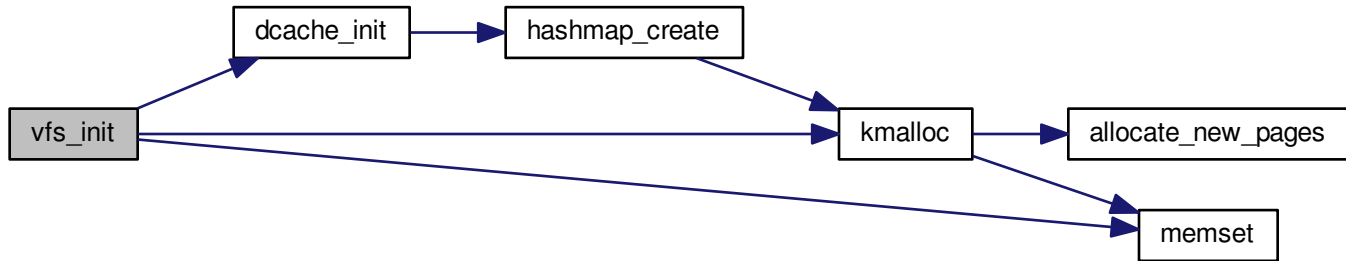 dcache_init
hashmap_create
vfs_init
kmalloc
allocate_new_pages
memset